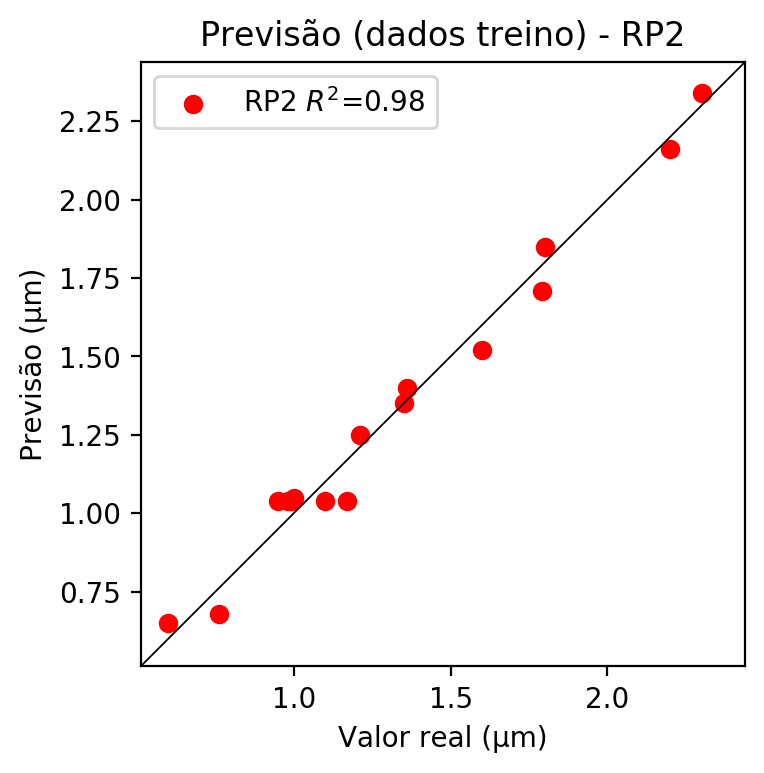 Previsão (dados treino) - RP2
RP2 R²=0.98
2.25
2.00
1.75
1.50
1.25
1.00
0.75
Previsão (µm)
1.0 1.5 2.0
Valor real (µm)